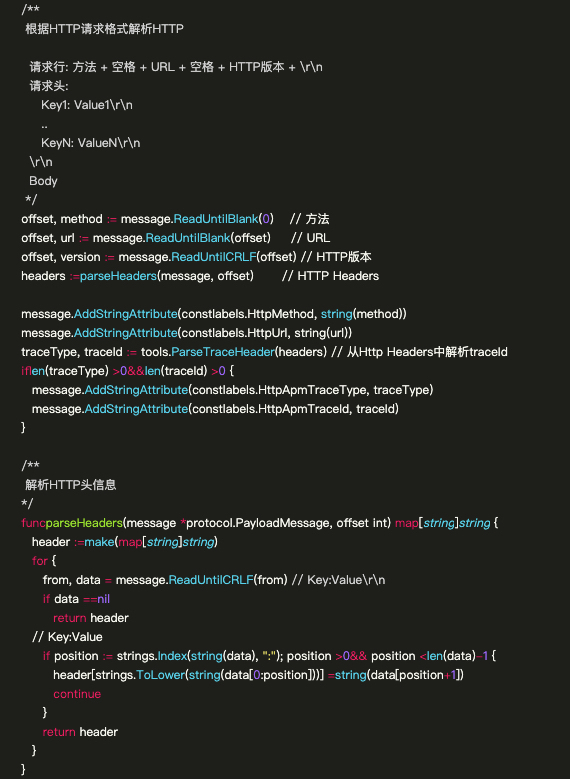 /**
根据HTTP请求格式解析HTTP
请求行: 方法 + 空格 + URL + 空格 + HTTP版本 + \r\n
请求头:
Key1: Value1\r\n
..
KeyN: ValueN\r\n
\r\n
Body
*/
offset, method := message.ReadUntilBlank(0) // 方法
offset, url := message.ReadUntilBlank(offset) // URL
offset, version := message.ReadUntilCRLF(offset) // HTTP版本
headers :=parseHeaders(message, offset) // HTTP Headers
message.AddStringAttribute(constlabels.HttpMethod, string(method))
message.AddStringAttribute(constlabels.HttpUrl, string(url))
traceType, traceId := tools.ParseTraceHeader(headers) // 从Http Headers中解析traceId
iflen(traceType) >0&&len(traceId) >0 {
message.AddStringAttribute(constlabels.HttpApmTraceType, traceType)
message.AddStringAttribute(constlabels.HttpApmTraceId, traceId)
}
/**
解析HTTP头信息
*/
funcparseHeaders(message *protocol.PayloadMessage, offset int) map[string]string {
header :=make(map[string]string)
for {
from, data = message.ReadUntilCRLF(from) // Key:Value\r\n
if data ==nil
return header
// Key:Value
if position := strings.Index(string(data), ":"); position >0&& position <len(data)-1 {
header[strings.ToLower(string(data[0:position]))] =string(data[position+1])
continue
}
return header
}
}